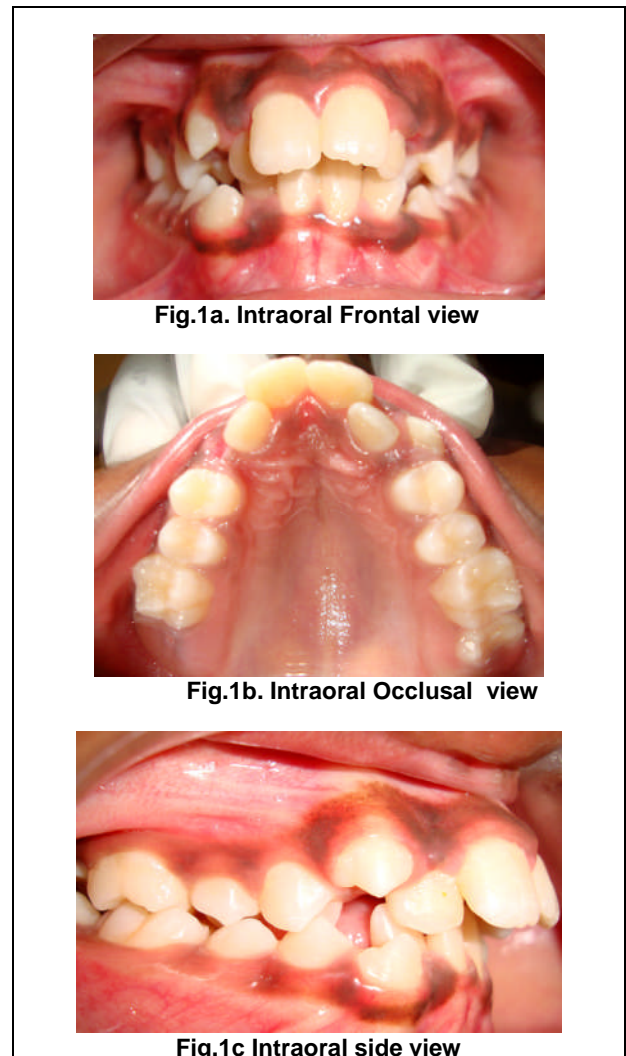 Fig.1a. Intraoral Frontal view
Fig.1b. Intraoral Occlusal view
Fig.1c Intraoral side view